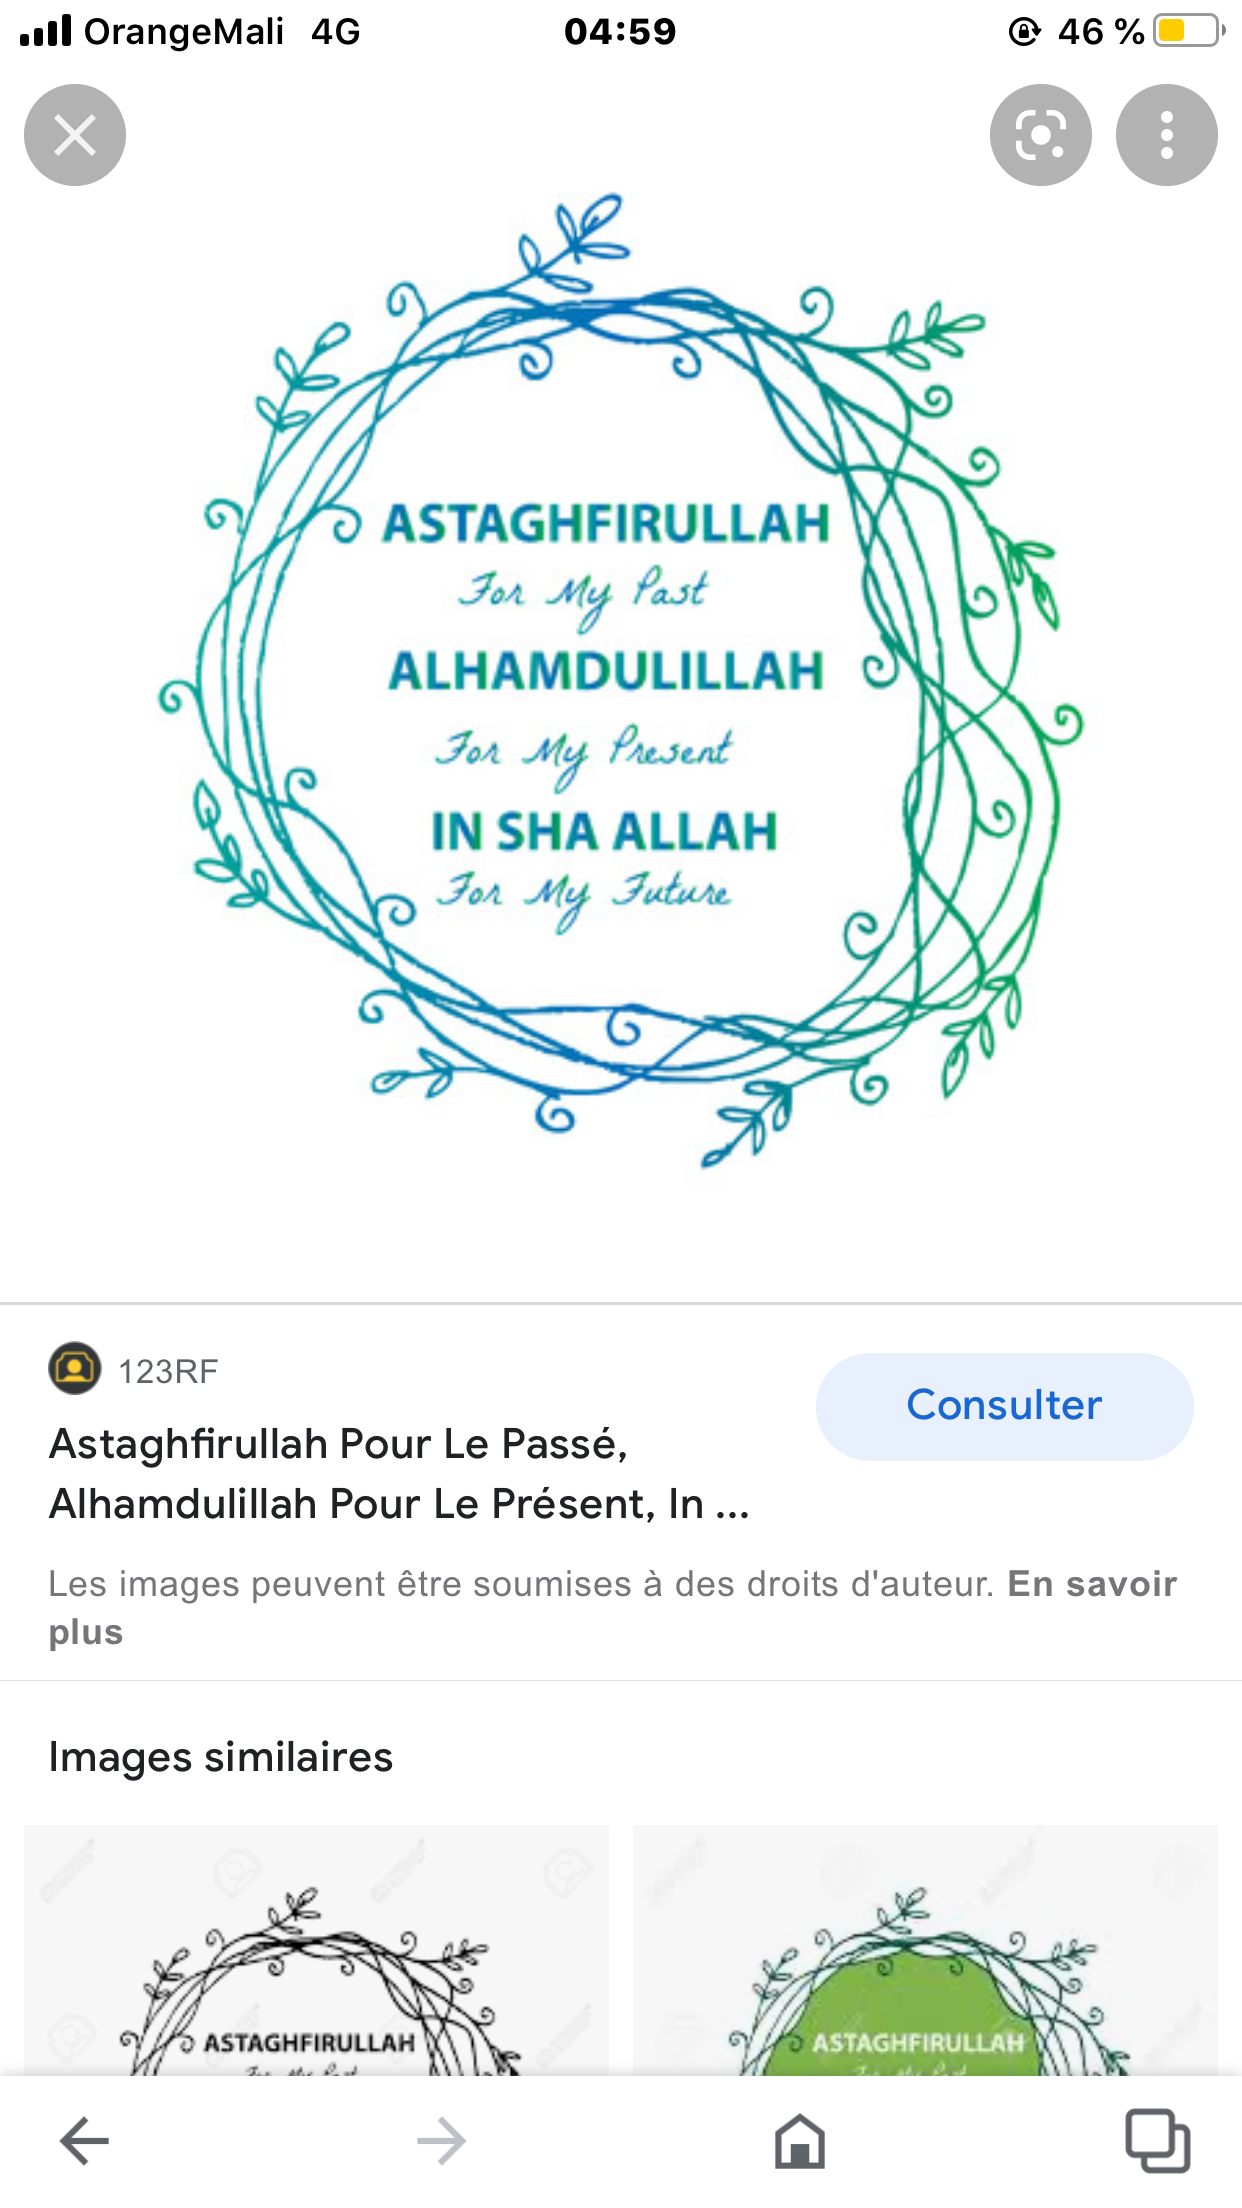 OrangeMali 4G 04:59 46 %
ASTAGHFIRULLAH
For My Past
ALHAMDULILLAH
For My Present
IN SHA ALLAH
For My Future
123RF
Consulter
Astaghfirullah Pour Le Passé,
Alhamdulillah Pour Le Présent, In ...
Les images peuvent être soumises à des droits d'auteur. En savoir
plus
Images similaires
ASTAGHFIRULLAH
ASTAGHFIRULLAH